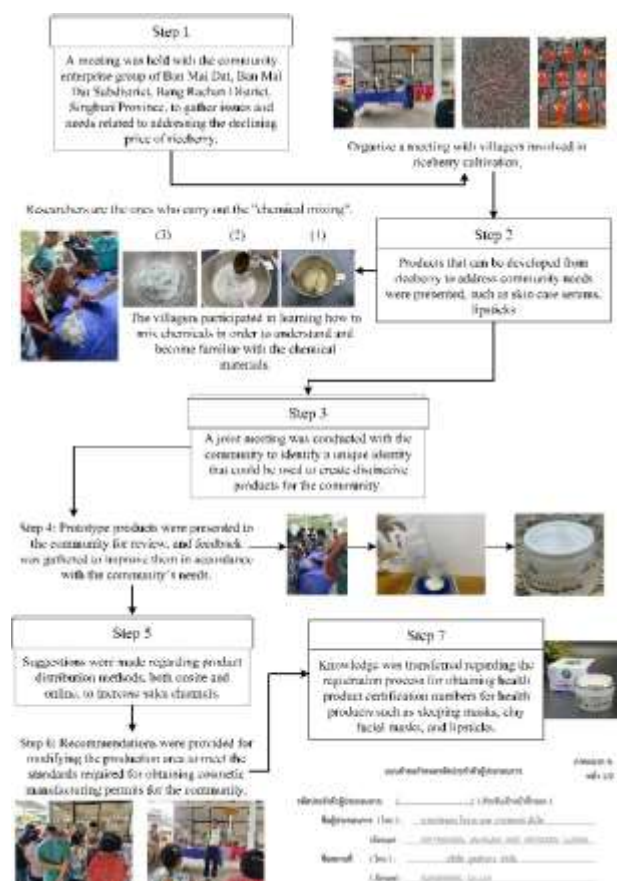 Step 1
A meeting was held with the community
enterprise group of Ban Mai Dat, Ban Mai
Dat Subdistrict, Bang Rachan District,
Singburi Province, to gather issues and
needs related to addressing the declining
price of riceberry.
Organize a meeting with villagers involved in
riceberry cultivation.
Researchers are the ones who carry out the "chemical mixing".
(3) (2) (1)
The villagers participated in learning how to
mix chemicals in order to understand and
become familiar with the chemical
materials.
Step 2
Products that can be developed from
riceberry to address community needs
were presented, such as skin care serums,
lipsticks
Step 3
A joint meeting was conducted with the
community to identify a unique identity
that could be used to create distinctive
products for the community.
Step 4: Prototype products were presented to
the community for review, and feedback
was gathered to improve them in accordance
with the community's needs.
Step 5
Suggestions were made regarding product
distribution methods, both onsite and
online, to increase sales channels.
Step 6: Recommendations were provided for
modifying the production area to meet the
standards required for obtaining cosmetic
manufacturing permits for the community.
Step 7
Knowledge was transferred regarding the
registration process for obtaining health
product certification numbers for health
products such as sleeping masks, clay
facial masks, and lipsticks.